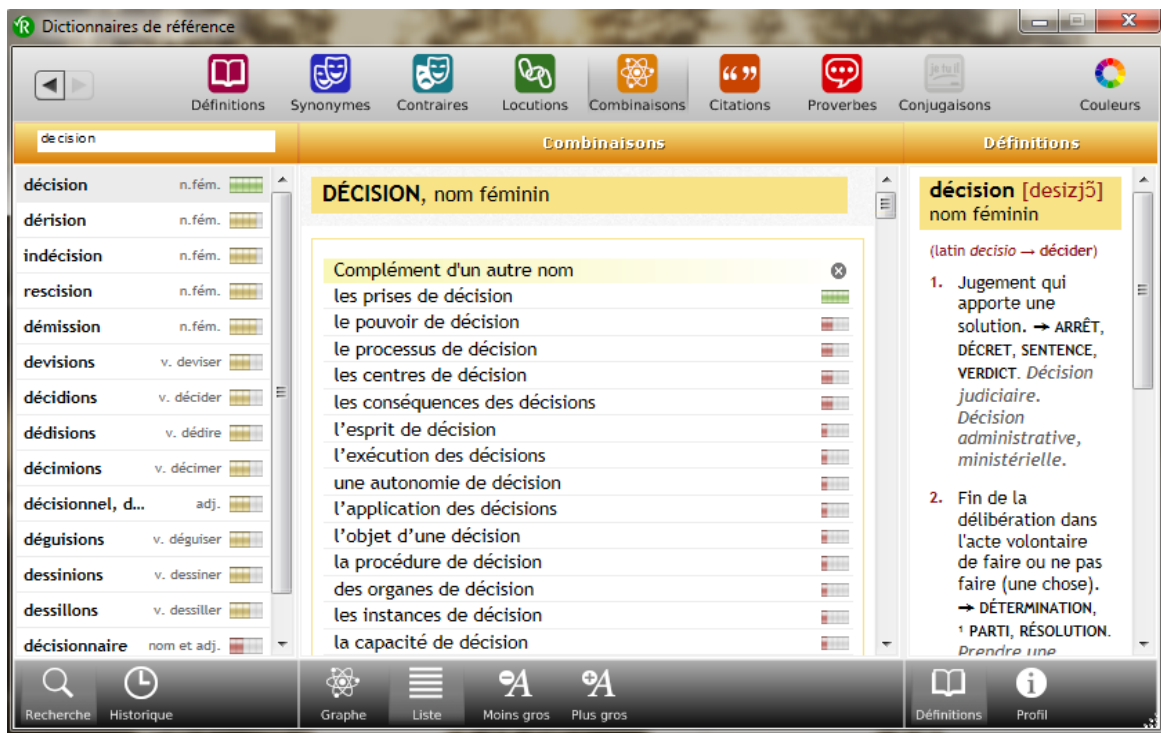 Dictionnaires de référence
Définitions Synonymes Contraires Locutions Combinaisons Citations Proverbes Conjugaisons Couleurs
je tu il
decision
Combinaisons
Définitions
décision n.fém.
dérision n.fém.
indécision n.fém.
rescision n.fém.
démission n.fém.
devisions v. deviser
décidions v. décider
dédisions v. dédire
décimions v. décimer
décisionnel, d... adj.
déguisions v. déguiser
dessinions v. dessiner
dessillons v. dessiller
décisionnaire nom et adj.
DÉCISION, nom féminin
Complément d'un autre nom
les prises de décision
le pouvoir de décision
le processus de décision
les centres de décision
les conséquences des décisions
l’esprit de décision
l’exécution des décisions
une autonomie de décision
l’application des décisions
l’objet d’une décision
la procédure de décision
des organes de décision
les instances de décision
la capacité de décision
décision [desizjɔ̃]
nom féminin
(latin decisio → décider)
1. Jugement qui
apporte une
solution. → ARRÊT,
DÉCRET, SENTENCE,
VERDICT. Décision
judiciaire.
Décision
administrative,
ministérielle.
2. Fin de la
délibération dans
l'acte volontaire
de faire ou ne pas
faire (une chose).
→ DÉTERMINATION,
¹ PARTI, RÉSOLUTION.
Prendre une
Recherche Historique
Graphe Liste Moins gros Plus gros
Définitions Profil